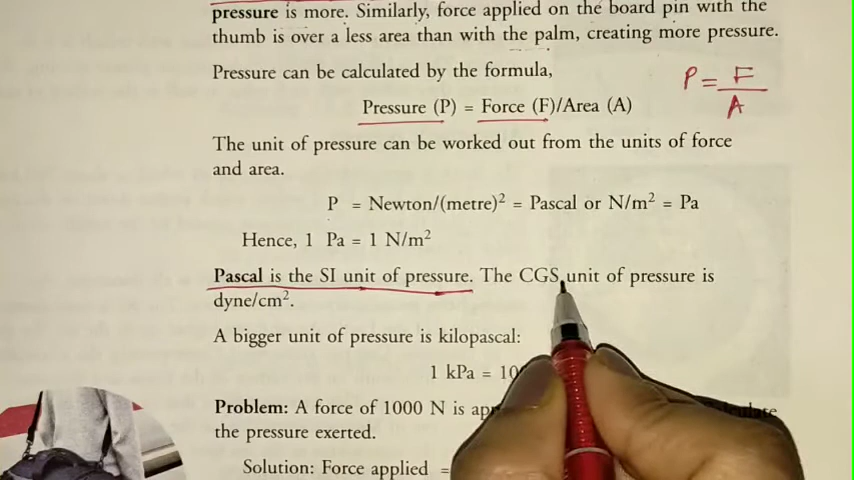 pressure is more. Similarly, force applied on the board pin with the
thumb is over a less area than with the palm, creating more pressure.
Pressure can be calculated by the formula,
Pressure (P) = Force (F)/Area (A)
P = F/A
The unit of pressure can be worked out from the units of force
and area.
P = Newton/(metre)² = Pascal or N/m² = Pa
Hence, 1 Pa = 1 N/m²
Pascal is the SI unit of pressure. The CGS unit of pressure is
dyne/cm².
A bigger unit of pressure is kilopascal:
1 kPa =
Problem: A force of 1000 N is
the pressure exerted.
Solution: Force applied =